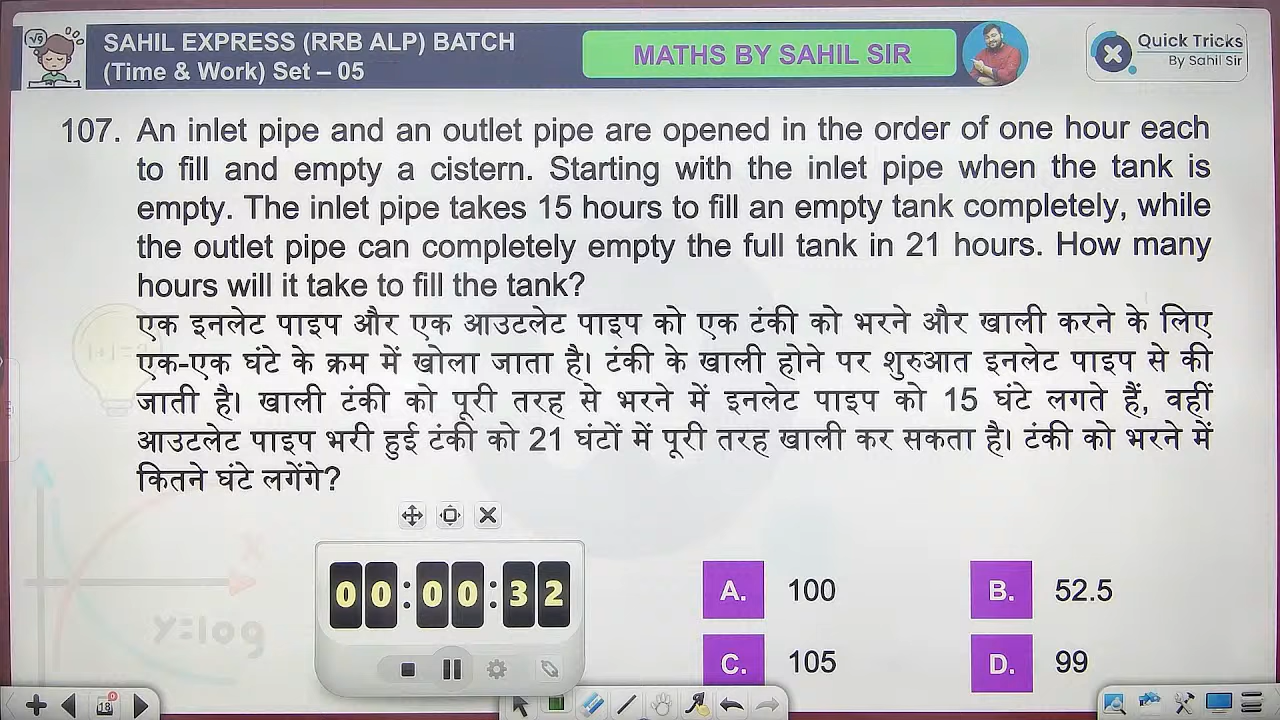 SAHIL EXPRESS (RRB ALP) BATCH
(Time & Work) Set – 05
MATHS BY SAHIL SIR
Quick Tricks
By Sahil Sir
107. An inlet pipe and an outlet pipe are opened in the order of one hour each
to fill and empty a cistern. Starting with the inlet pipe when the tank is
empty. The inlet pipe takes 15 hours to fill an empty tank completely, while
the outlet pipe can completely empty the full tank in 21 hours. How many
hours will it take to fill the tank?
एक इनलेट पाइप और एक आउटलेट पाइप को एक टंकी को भरने और खाली करने के लिए
एक-एक घंटे के क्रम में खोला जाता है। टंकी के खाली होने पर शुरुआत इनलेट पाइप से की
जाती है। खाली टंकी को पूरी तरह से भरने में इनलेट पाइप को 15 घंटे लगते हैं, वहीं
आउटलेट पाइप भरी हुई टंकी को 21 घंटों में पूरी तरह खाली कर सकता है। टंकी को भरने में
कितने घंटे लगेंगे?
00:00:32
A. 100
B. 52.5
C. 105
D. 99
y=log
18